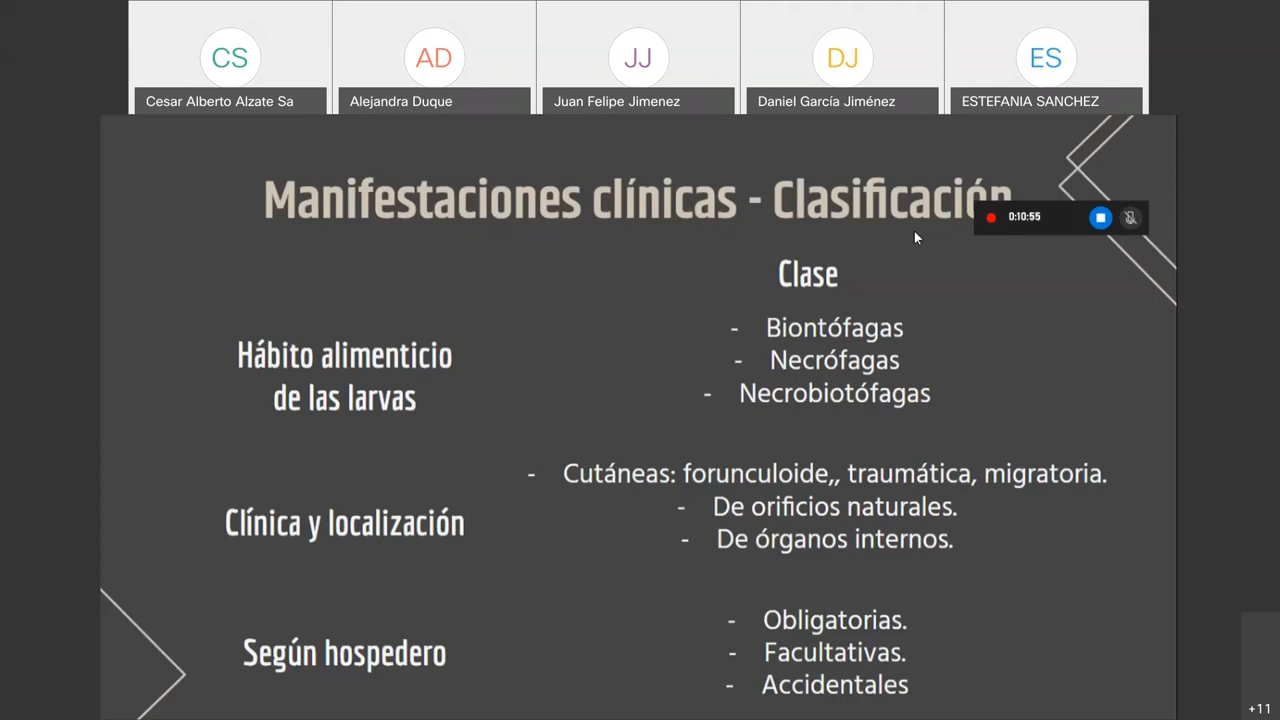 CS
AD
JJ
DJ
ES
Cesar Alberto Alzate Sa
Alejandra Duque
Juan Felipe Jimenez
Daniel García Jiménez
ESTEFANIA SANCHEZ
Manifestaciones clínicas - Clasificación
0:10:55
Clase
Hábito alimenticio
de las larvas
- Biontófagas
- Necrófagas
- Necrobiotófagas
Clínica y localización
- Cutáneas: forunculoide,, traumática, migratoria.
- De orificios naturales.
- De órganos internos.
Según hospedero
- Obligatorias.
- Facultativas.
- Accidentales
+11